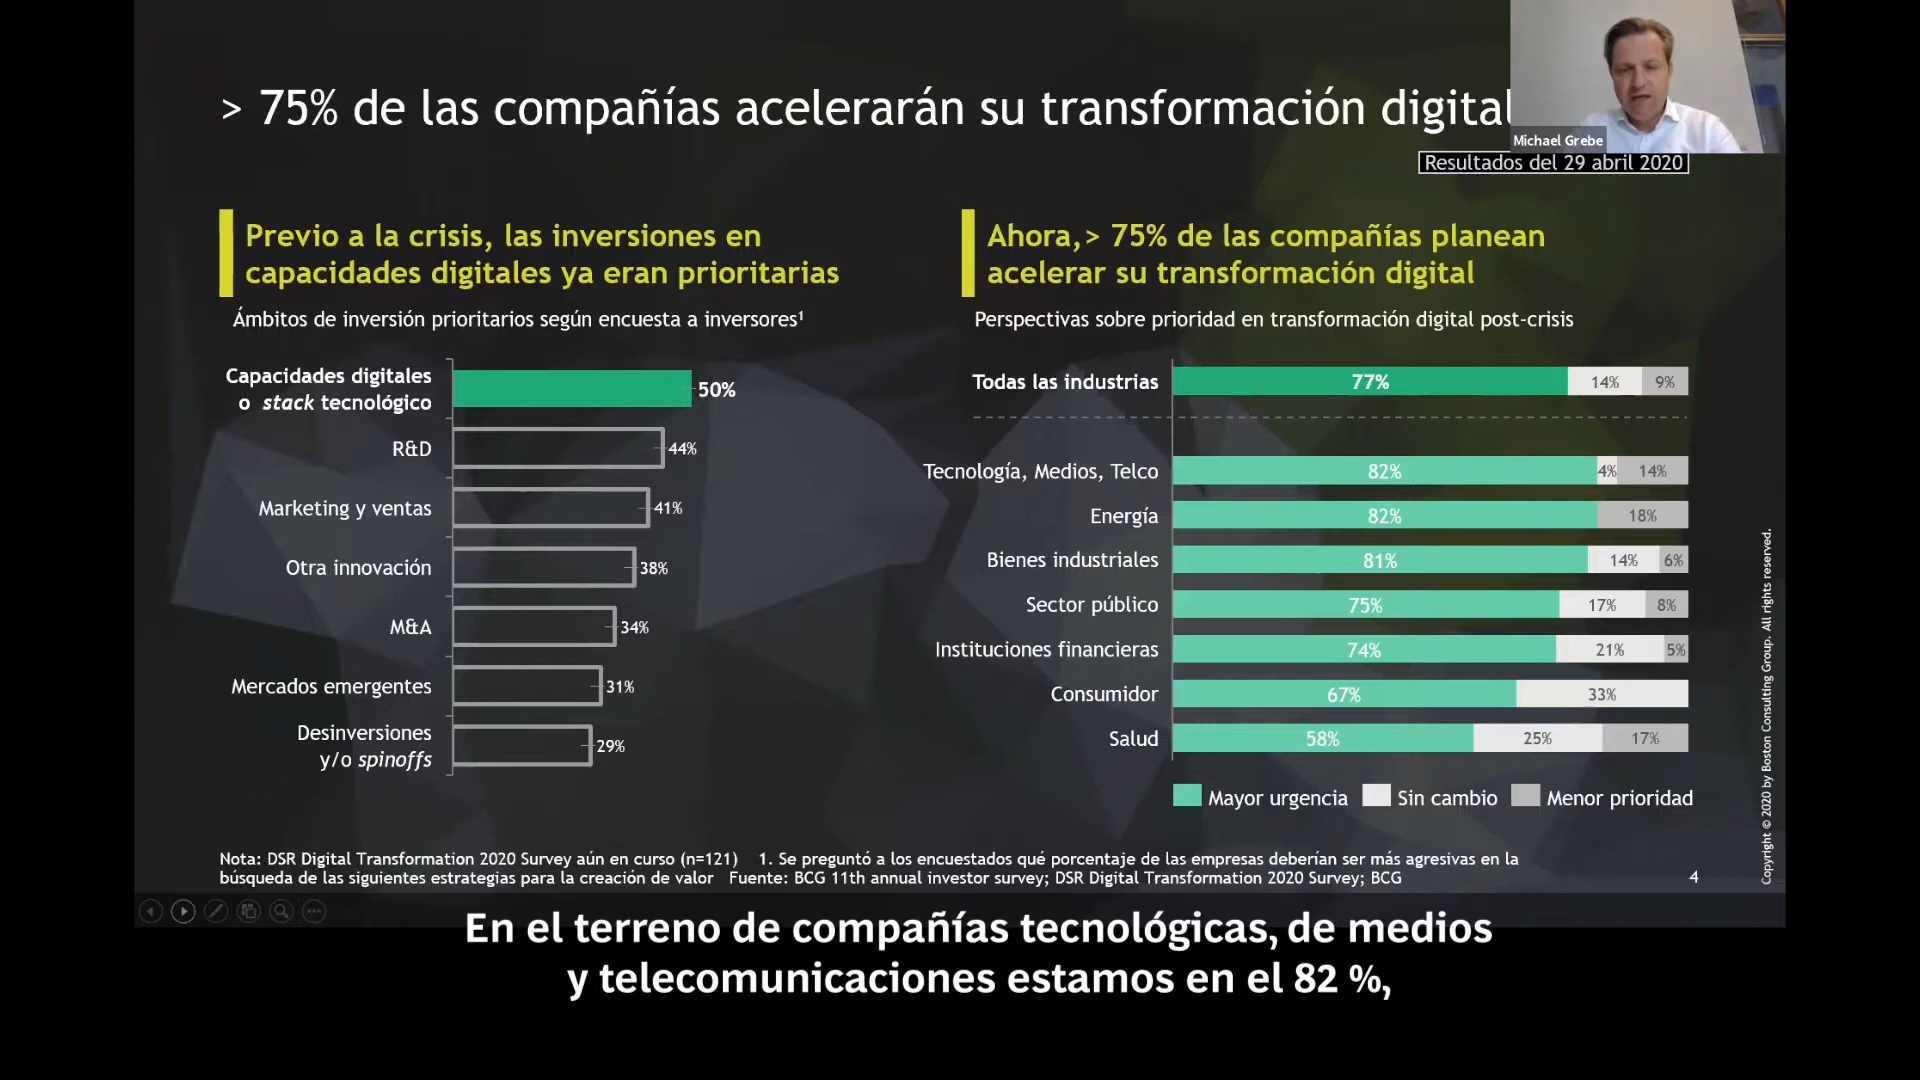 > 75% de las compañías acelerarán su transformación digital
Michael Grebe
Resultados del 29 abril 2020
Previo a la crisis, las inversiones en
capacidades digitales ya eran prioritarias
Ámbitos de inversión prioritarios según encuesta a inversores¹
Capacidades digitales
o stack tecnológico
50%
R&D
44%
Marketing y ventas
41%
Otra innovación
38%
M&A
34%
Mercados emergentes
31%
Desinversiones
y/o spinoffs
29%
Ahora,> 75% de las compañías planean
acelerar su transformación digital
Perspectivas sobre prioridad en transformación digital post-crisis
Todas las industrias 77% 14% 9%
Tecnología, Medios, Telco 82% 4% 14%
Energía 82% 18%
Bienes industriales 81% 14% 6%
Sector público 75% 17% 8%
Instituciones financieras 74% 21% 5%
Consumidor 67% 33%
Salud 58% 25% 17%
Mayor urgencia Sin cambio Menor prioridad
Nota: DSR Digital Transformation 2020 Survey aún en curso (n=121) 1. Se preguntó a los encuestados qué porcentaje de las empresas deberían ser más agresivas en la
búsqueda de las siguientes estrategias para la creación de valor Fuente: BCG 11th annual investor survey; DSR Digital Transformation 2020 Survey; BCG
4
Copyright © 2020 by Boston Consulting Group. All rights reserved.
En el terreno de compañías tecnológicas, de medios
y telecomunicaciones estamos en el 82 %,